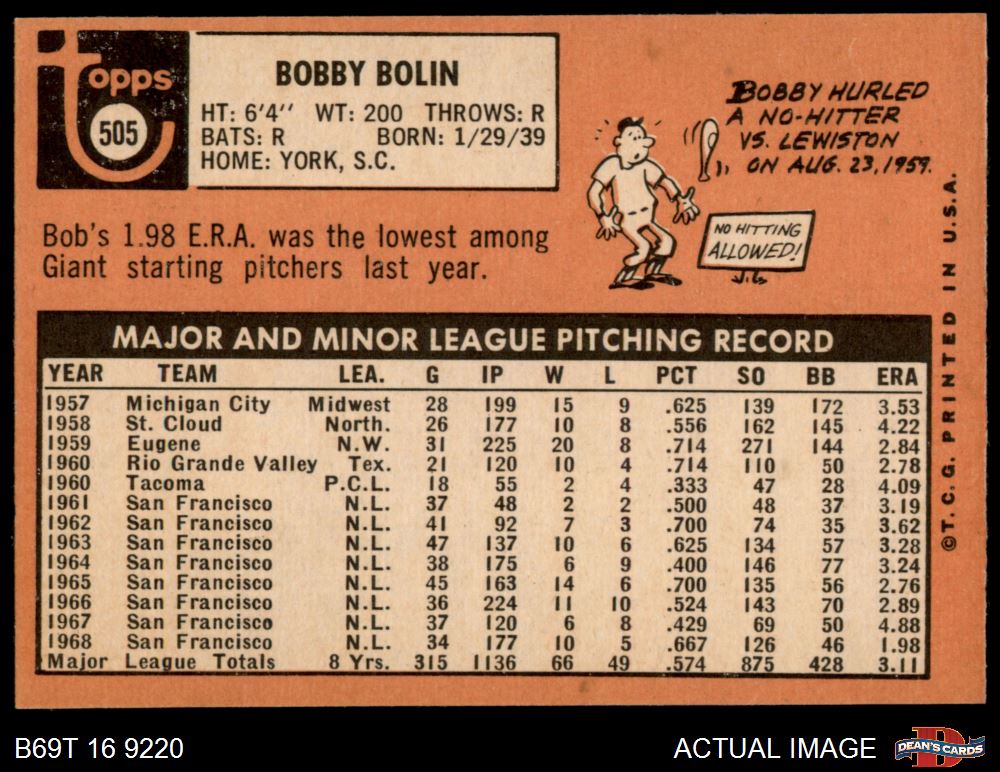 topps
505
BOBBY BOLIN
HT: 6'4'' WT: 200 THROWS: R
BATS: R BORN: 1/29/39
HOME: YORK, S.C.
BOBBY HURLED
A NO-HITTER
VS. LEWISTON
ON AUG. 23, 1959.
NO HITTING
ALLOWED!
Bob's 1.98 E.R.A. was the lowest among
Giant starting pitchers last year.
MAJOR AND MINOR LEAGUE PITCHING RECORD
YEAR TEAM LEA. G IP W L PCT SO BB ERA
1957 Michigan City Midwest 28 199 15 9 .625 139 172 3.53
1958 St. Cloud North. 26 177 10 8 .556 162 145 4.22
1959 Eugene N.W. 31 225 20 8 .714 271 144 2.84
1960 Rio Grande Valley Tex. 21 120 10 4 .714 110 50 2.78
1960 Tacoma P.C.L. 18 55 2 4 .333 47 28 4.09
1961 San Francisco N.L. 37 48 2 2 .500 48 37 3.19
1962 San Francisco N.L. 41 92 7 3 .700 74 35 3.62
1963 San Francisco N.L. 47 137 10 6 .625 134 57 3.28
1964 San Francisco N.L. 38 175 6 9 .400 146 77 3.24
1965 San Francisco N.L. 45 163 14 6 .700 135 56 2.76
1966 San Francisco N.L. 36 224 11 10 .524 143 70 2.89
1967 San Francisco N.L. 37 120 6 8 .429 69 50 4.88
1968 San Francisco N.L. 34 177 10 5 .667 126 46 1.98
Major League Totals 8 Yrs. 315 1136 66 49 .574 875 428 3.11
©T.C.G. PRINTED IN U.S.A.
B69T 16 9220
ACTUAL IMAGE
DEAN'S CARDS